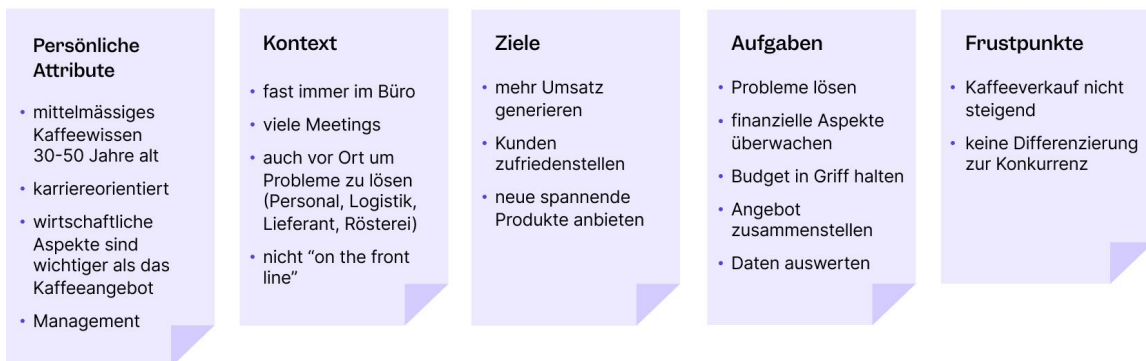 Persönliche
Attribute
• mittelmässiges
Kaffeewissen
30-50 Jahre alt
• karriereorientiert
• wirtschaftliche
Aspekte sind
wichtiger als das
Kaffeeangebot
• Management
Kontext
• fast immer im Büro
• viele Meetings
• auch vor Ort um
Probleme zu lösen
(Personal, Logistik,
Lieferant, Rösterei)
• nicht “on the front
line”
Ziele
• mehr Umsatz
generieren
• Kunden
zufriedenstellen
• neue spannende
Produkte anbieten
Aufgaben
• Probleme lösen
• finanzielle Aspekte
überwachen
• Budget in Griff halten
• Angebot
zusammenstellen
• Daten auswerten
Frustpunkte
• Kaffeeverkauf nicht
steigend
• keine Differenzierung
zur Konkurrenz